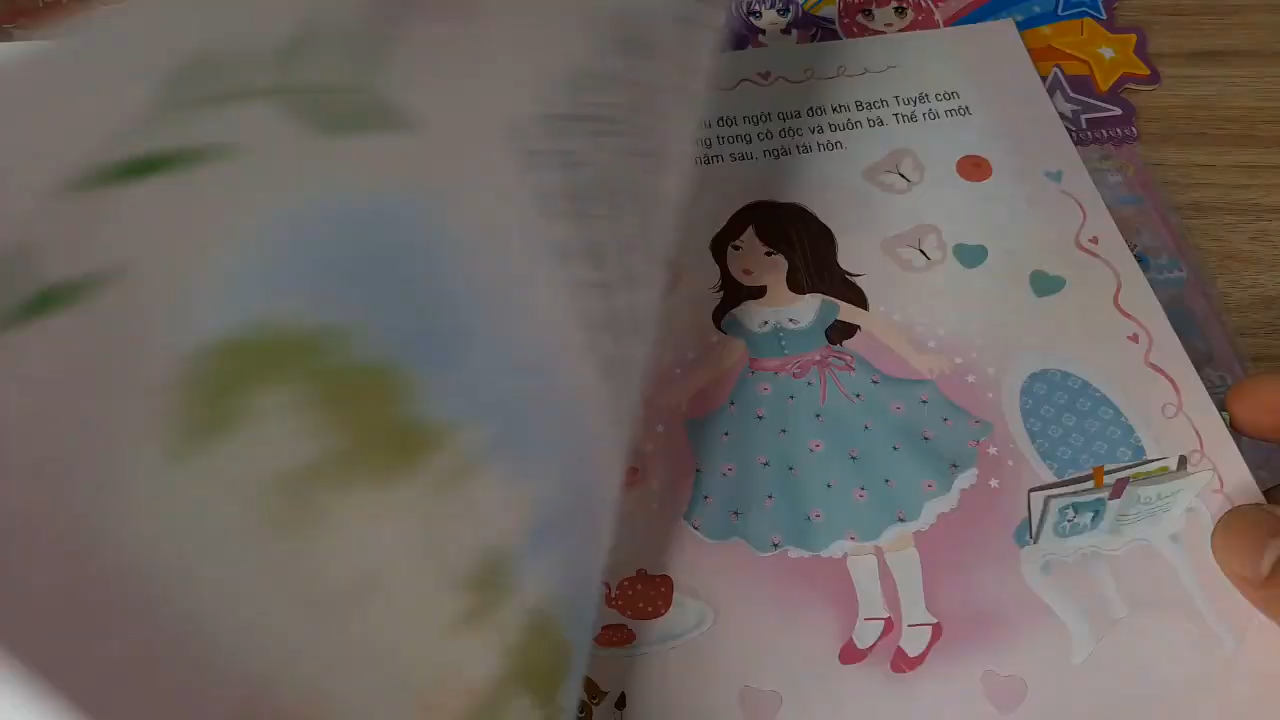 đột ngột qua đời khi Bạch Tuyết còn
trong cô độc và buồn bã. Thế rồi một
năm sau, ngài tái hôn.